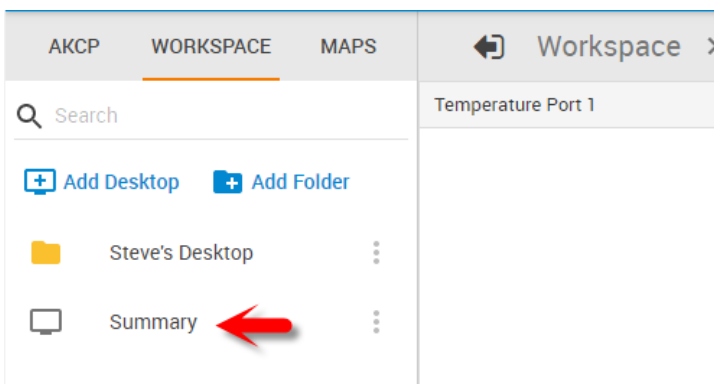 AKCP WORKSPACE MAPS
Workspace
Search
Temperature Port 1
Add Desktop Add Folder
Steve's Desktop
Summary